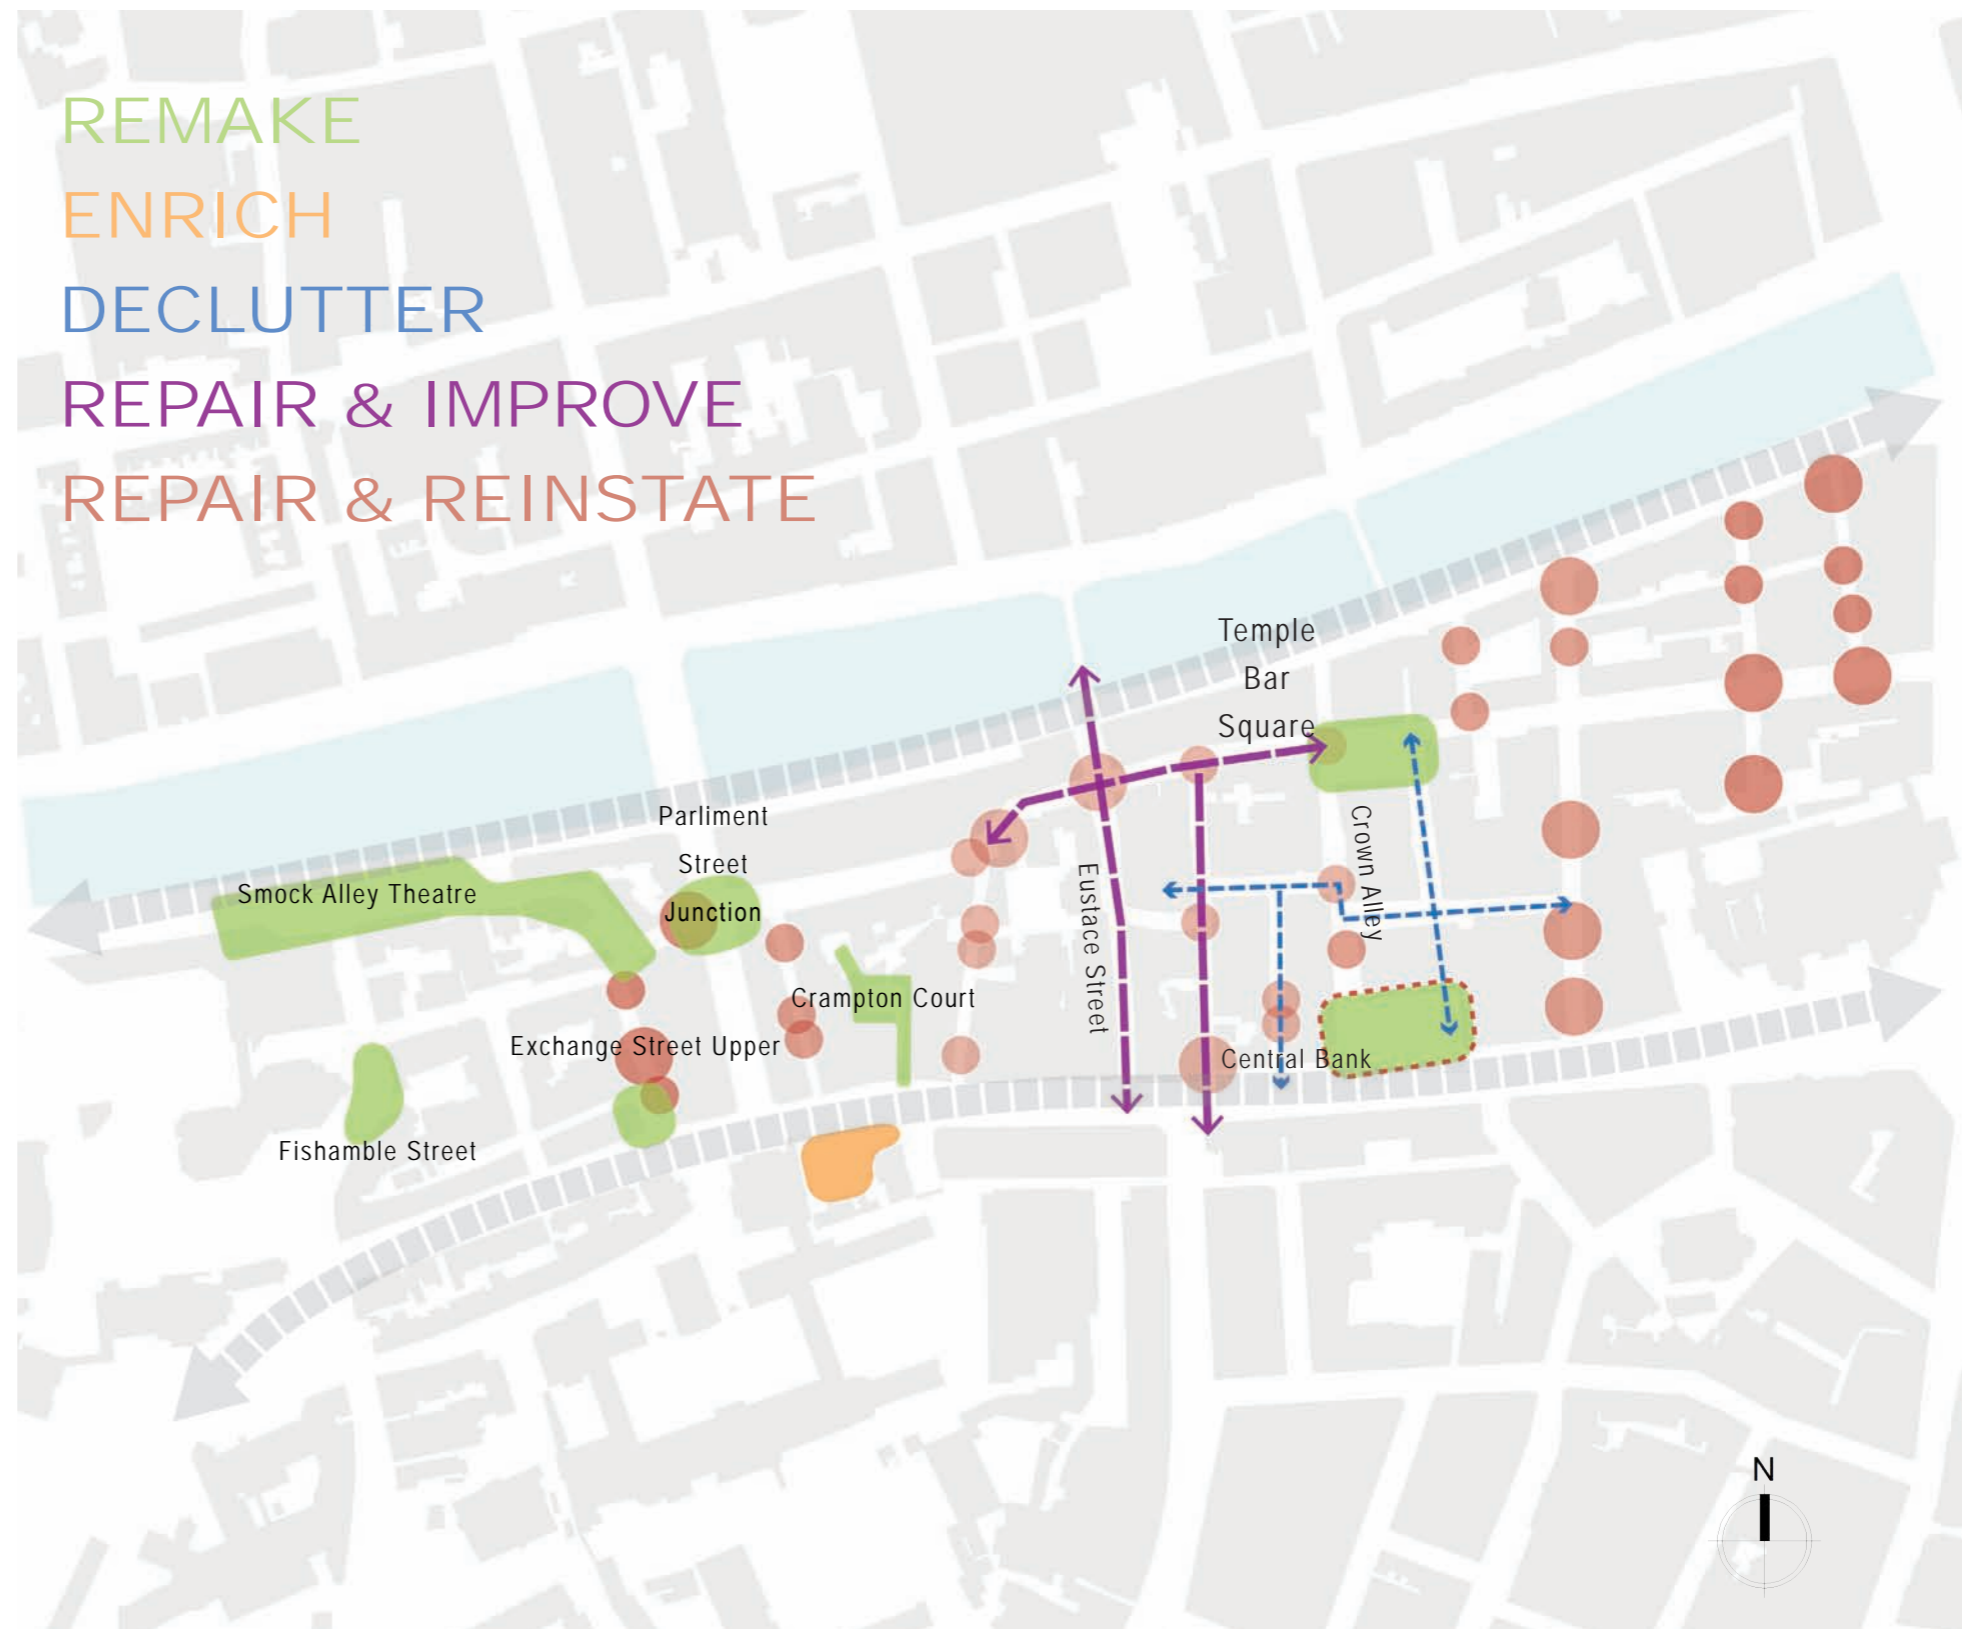 REMAKE
ENRICH
DECLUTTER
REPAIR & IMPROVE
REPAIR & REINSTATE
Temple
Bar
Square
Parliment
Street
Junction
Smock Alley Theatre
Crown Alley
Eustace Street
Crampton Court
Exchange Street Upper
Central Bank
Fishamble Street
N